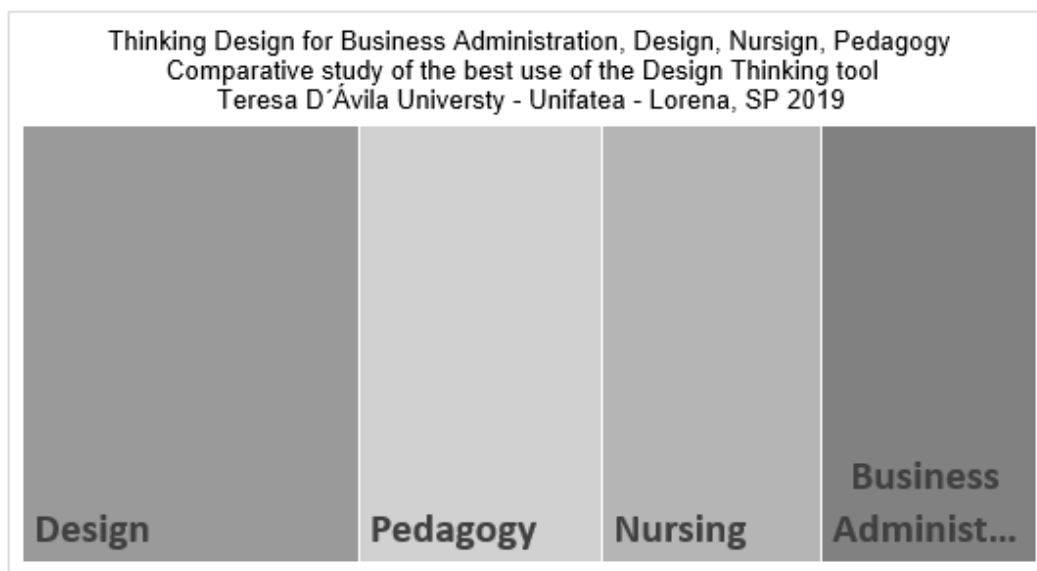 Thinking Design for Business Administration, Design, Nursign, Pedagogy
Comparative study of the best use of the Design Thinking tool
Teresa D´Ávila Universty - Unifatea - Lorena, SP 2019
Design
Pedagogy
Nursing
Business
Administ...